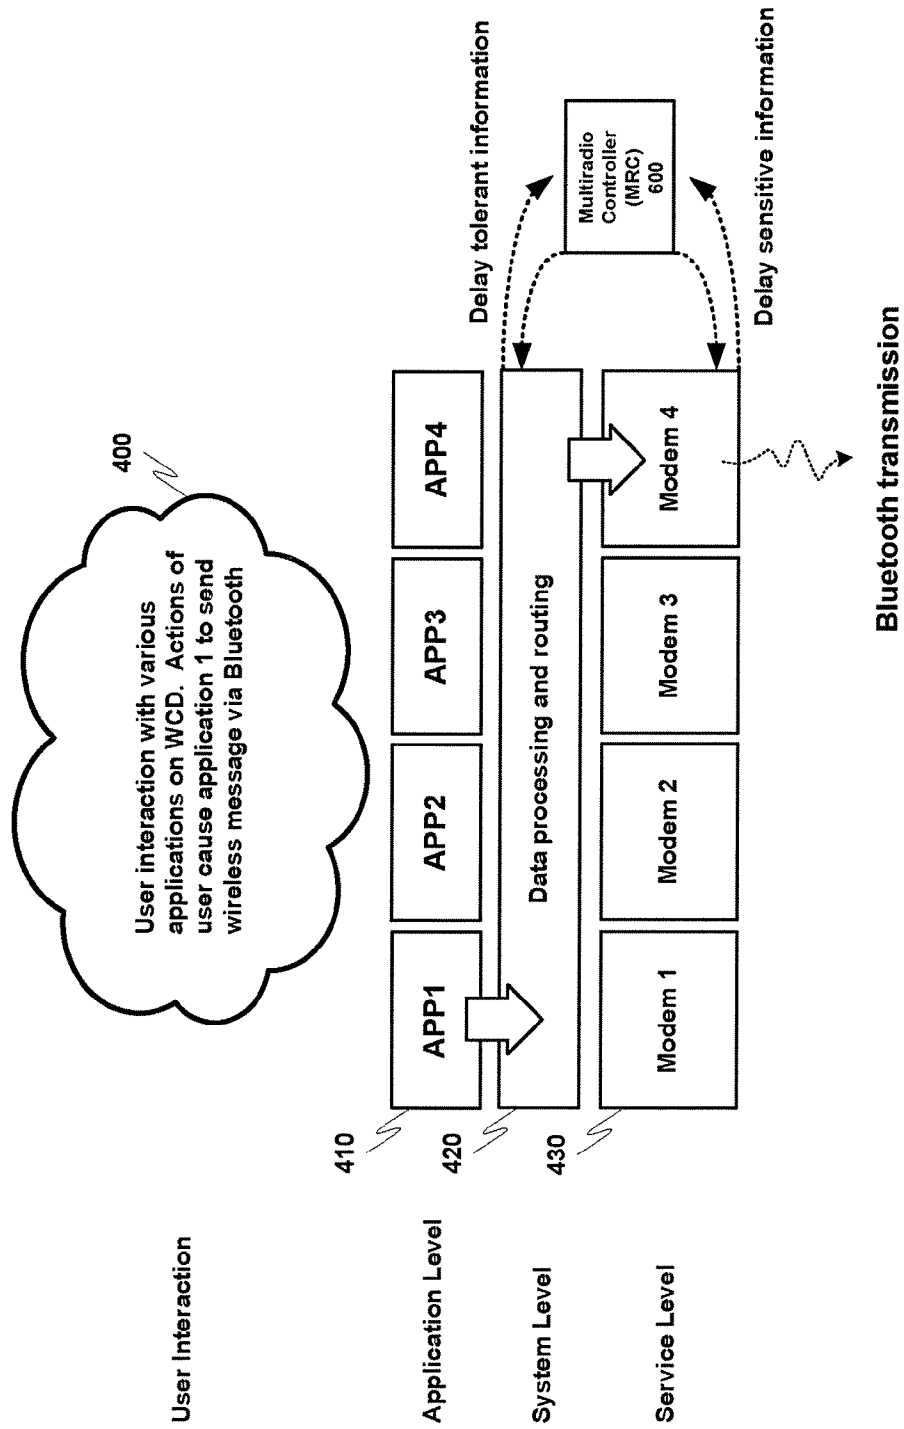 User Interaction
400
User interaction with various
applications on WCD.  Actions of
user cause application 1 to send
wireless message via Bluetooth
Application Level
410
APP1
APP2
APP3
APP4
Delay tolerant information
System Level
420
Data processing and routing
Multiradio
Controller
(MRC)
600
Service Level
430
Modem 1
Modem 2
Modem 3
Modem 4
Delay sensitive information
Bluetooth transmission